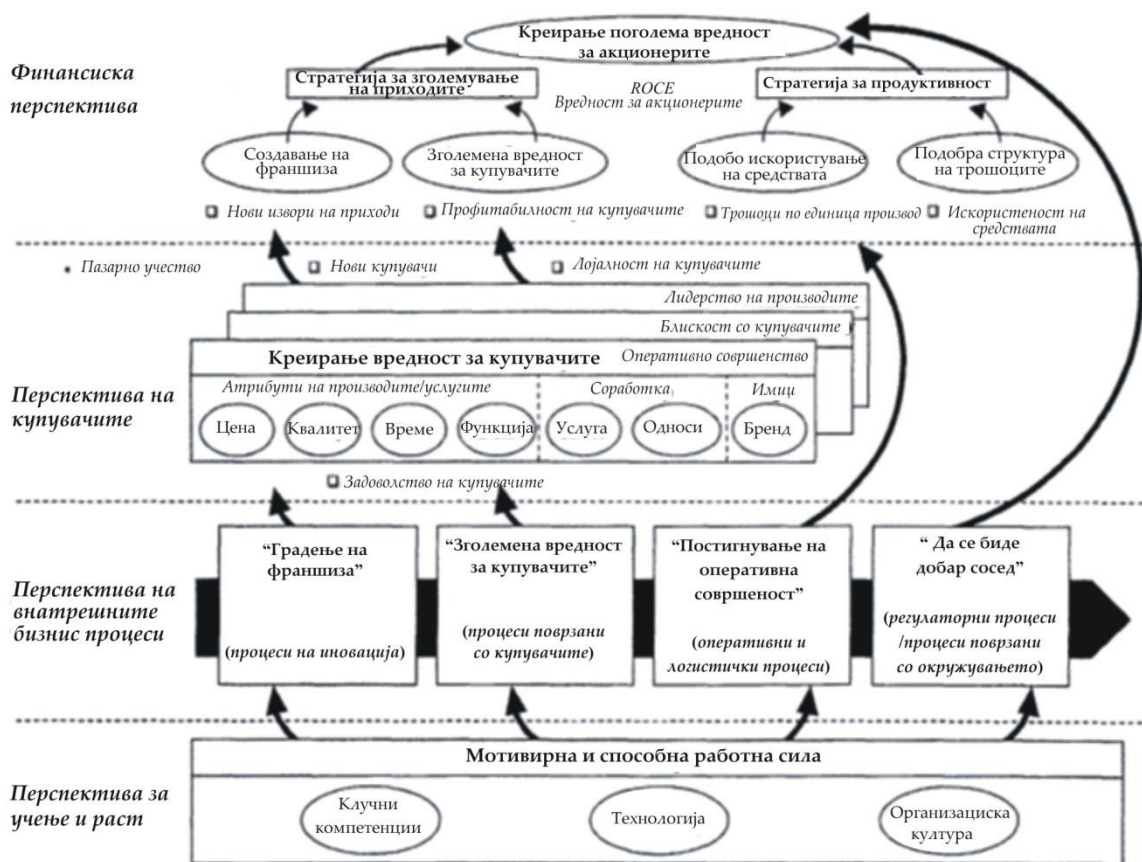 Креирање поголема вредност
за акционерите
Финансиска
перспектива
Стратегија за зголемување
на приходите
ROCE
Вредност за акционерите
Стратегија за продуктивност
Создавање на
франшиза
Зголемена вредност
за купувачите
Подобо искористување
на средствата
Подобра структура
на трошоците
Нови извори на приходи
Профитабилност на купувачите
Трошоци по единица производ
Искористеност на
средствата
Пазарно учество
Нови купувачи
Лојалност на купувачите
Лидерство на производите
Блискост со купувачите
Креирање вредност за купувачите
Оперативно совршенство
Перспектива на
купувачите
Атрибути на производите/услугите
Соработка
Имиџ
Цена
Квалитет
Време
Функција
Услуга
Односи
Бренд
Задоволство на купувачите
Перспектива на
внатрешните
бизнис процеси
“Градење на
франшиза”
(процеси на иновација)
“Зголемена вредност
за купувачите”
(процеси поврзани
со купувачите)
“Постигнување на
оперативна
совршеност”
(оперативни и
логистички процеси)
“ Да се биде
добар сосед”
(регулаторни процеси
/процеси поврзани
со окружувањето)
Мотивирна и способна работна сила
Перспектива за
учење и раст
Клучни
компетенции
Технологија
Организациска
култура